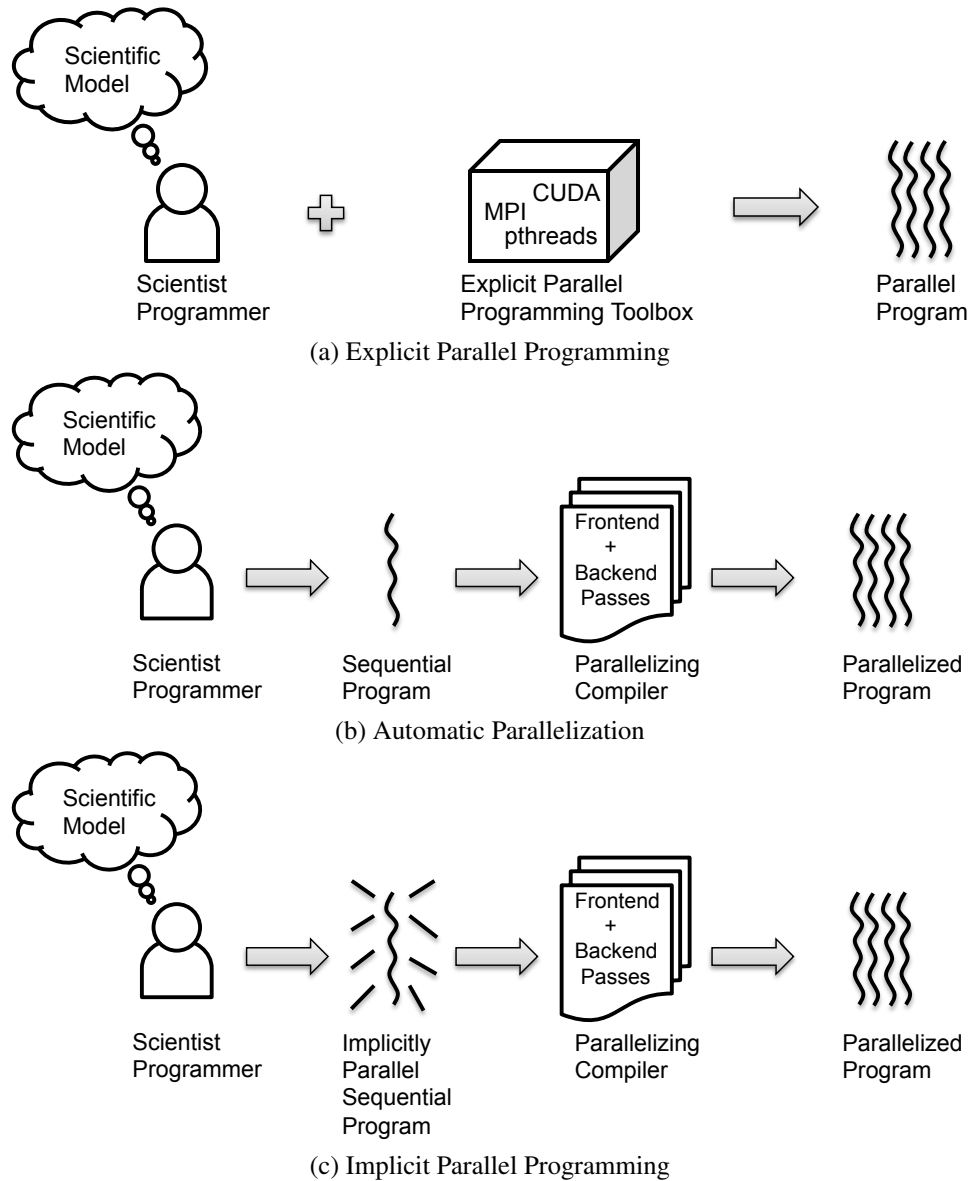 Scientific
Model
CUDA
MPI
pthreads
Scientist
Programmer
Explicit Parallel
Programming Toolbox
Parallel
Program
(a) Explicit Parallel Programming
Scientific
Model
Frontend
+
Backend
Passes
Scientist
Programmer
Sequential
Program
Parallelizing
Compiler
Parallelized
Program
(b) Automatic Parallelization
Scientific
Model
Frontend
+
Backend
Passes
Scientist
Programmer
Implicitly
Parallel
Sequential
Program
Parallelizing
Compiler
Parallelized
Program
(c) Implicit Parallel Programming